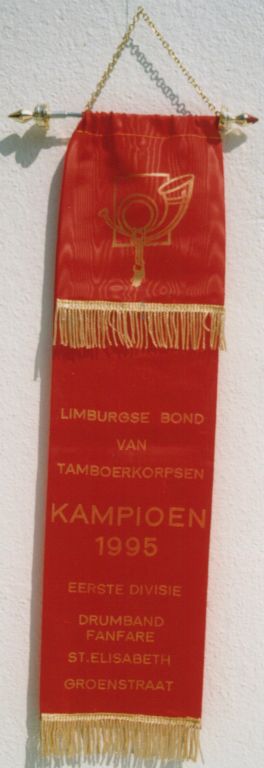 LIMBURGSE BOND
VAN
TAMBOERKORPSEN
KAMPIOEN
1995
EERSTE DIVISIE
DRUMBAND
FANFARE
ST. ELISABETH
GROENSTRAAT